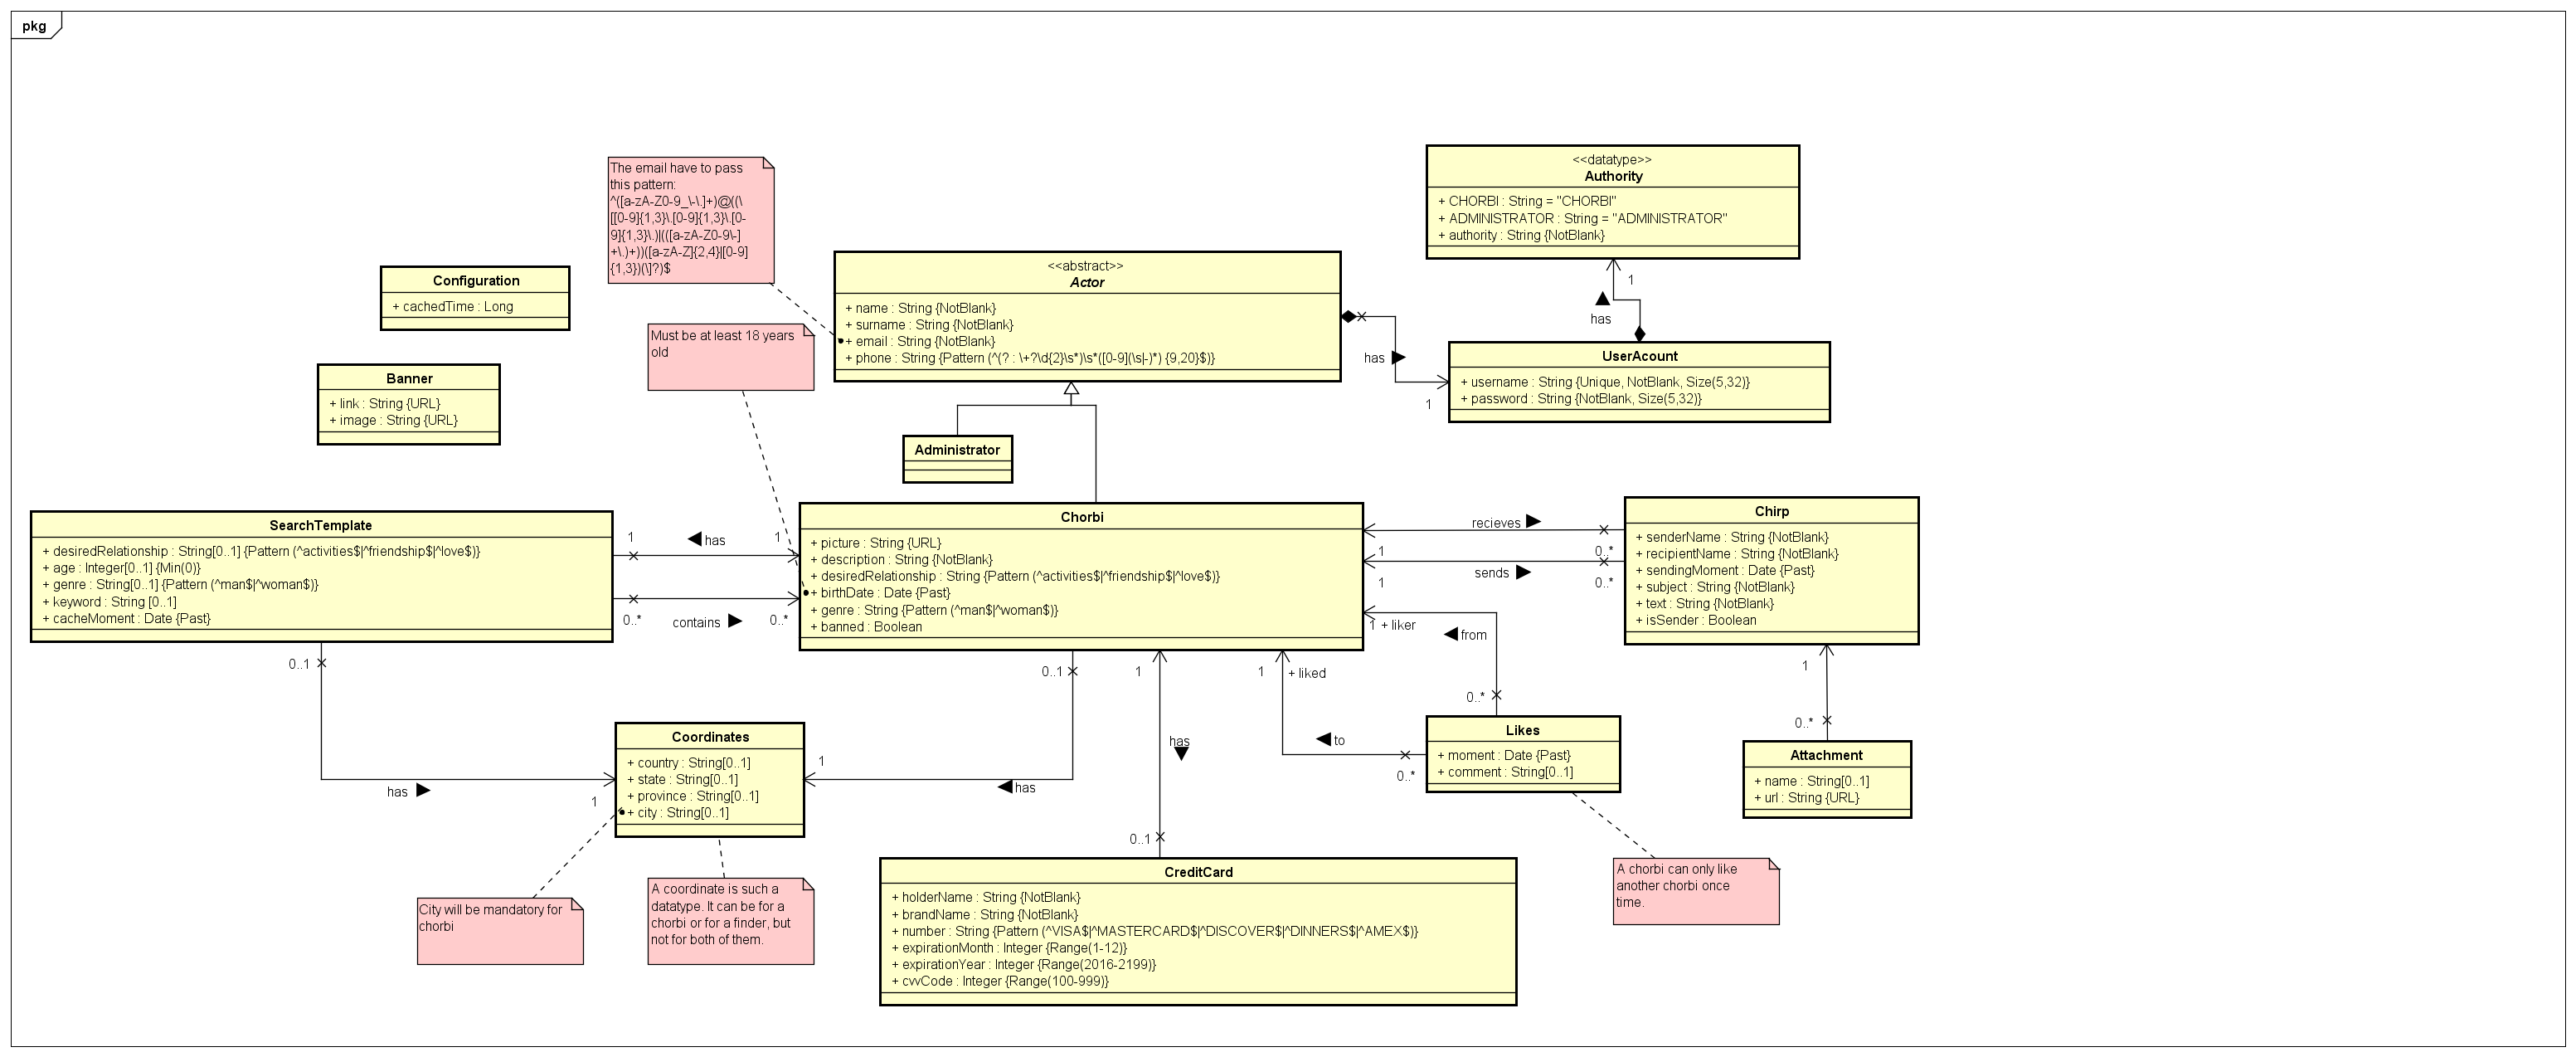 pkg
The email have to pass
this pattern:
^([a-zA-Z0-9_\-\.]+)@((\
[[0-9]{1,3}\.[0-9]{1,3}\.[0-
9]{1,3}\.)|(([a-zA-Z0-9\-]
+\.)+))([a-zA-Z]{2,4}|[0-9]
{1,3})(\]?)$
<<datatype>>
Authority
+ CHORBI : String = "CHORBI"
+ ADMINISTRATOR : String = "ADMINISTRATOR"
+ authority : String {NotBlank}
1
has
<<abstract>>
Actor
+ name : String {NotBlank}
+ surname : String {NotBlank}
+ email : String {NotBlank}
+ phone : String {Pattern (^(? : \+?\d{2}\s*)\s*([0-9](\s|-)*) {9,20}$)}
has
1
Configuration
+ cachedTime : Long
Must be at least 18 years
old
UserAcount
+ username : String {Unique, NotBlank, Size(5,32)}
+ password : String {NotBlank, Size(5,32)}
Banner
+ link : String {URL}
+ image : String {URL}
Administrator
SearchTemplate
+ desiredRelationship : String[0..1] {Pattern (^activities$|^friendship$|^love$)}
+ age : Integer[0..1] {Min(0)}
+ genre : String[0..1] {Pattern (^man$|^woman$)}
+ keyword : String [0..1]
+ cacheMoment : Date {Past}
1
has
1
0..*
contains
0..*
Chorbi
+ picture : String {URL}
+ description : String {NotBlank}
+ desiredRelationship : String {Pattern (^activities$|^friendship$|^love$)}
+ birthDate : Date {Past}
+ genre : String {Pattern (^man$|^woman$)}
+ banned : Boolean
recieves
1
0..*
sends
1
0..*
Chirp
+ senderName : String {NotBlank}
+ recipientName : String {NotBlank}
+ sendingMoment : Date {Past}
+ subject : String {NotBlank}
+ text : String {NotBlank}
+ isSender : Boolean
1 + liker
from
0..*
1
+ liked
to
0..*
0..1
has
1
0..1
has
1
1
has
0..1
1
0..*
Coordinates
+ country : String[0..1]
+ state : String[0..1]
+ province : String[0..1]
+ city : String[0..1]
Likes
+ moment : Date {Past}
+ comment : String[0..1]
Attachment
+ name : String[0..1]
+ url : String {URL}
City will be mandatory for
chorbi
A coordinate is such a
datatype. It can be for a
chorbi or for a finder, but
not for both of them.
CreditCard
+ holderName : String {NotBlank}
+ brandName : String {NotBlank}
+ number : String {Pattern (^VISA$|^MASTERCARD$|^DISCOVER$|^DINNERS$|^AMEX$)}
+ expirationMonth : Integer {Range(1-12)}
+ expirationYear : Integer {Range(2016-2199)}
+ cvvCode : Integer {Range(100-999)}
A chorbi can only like
another chorbi once
time.